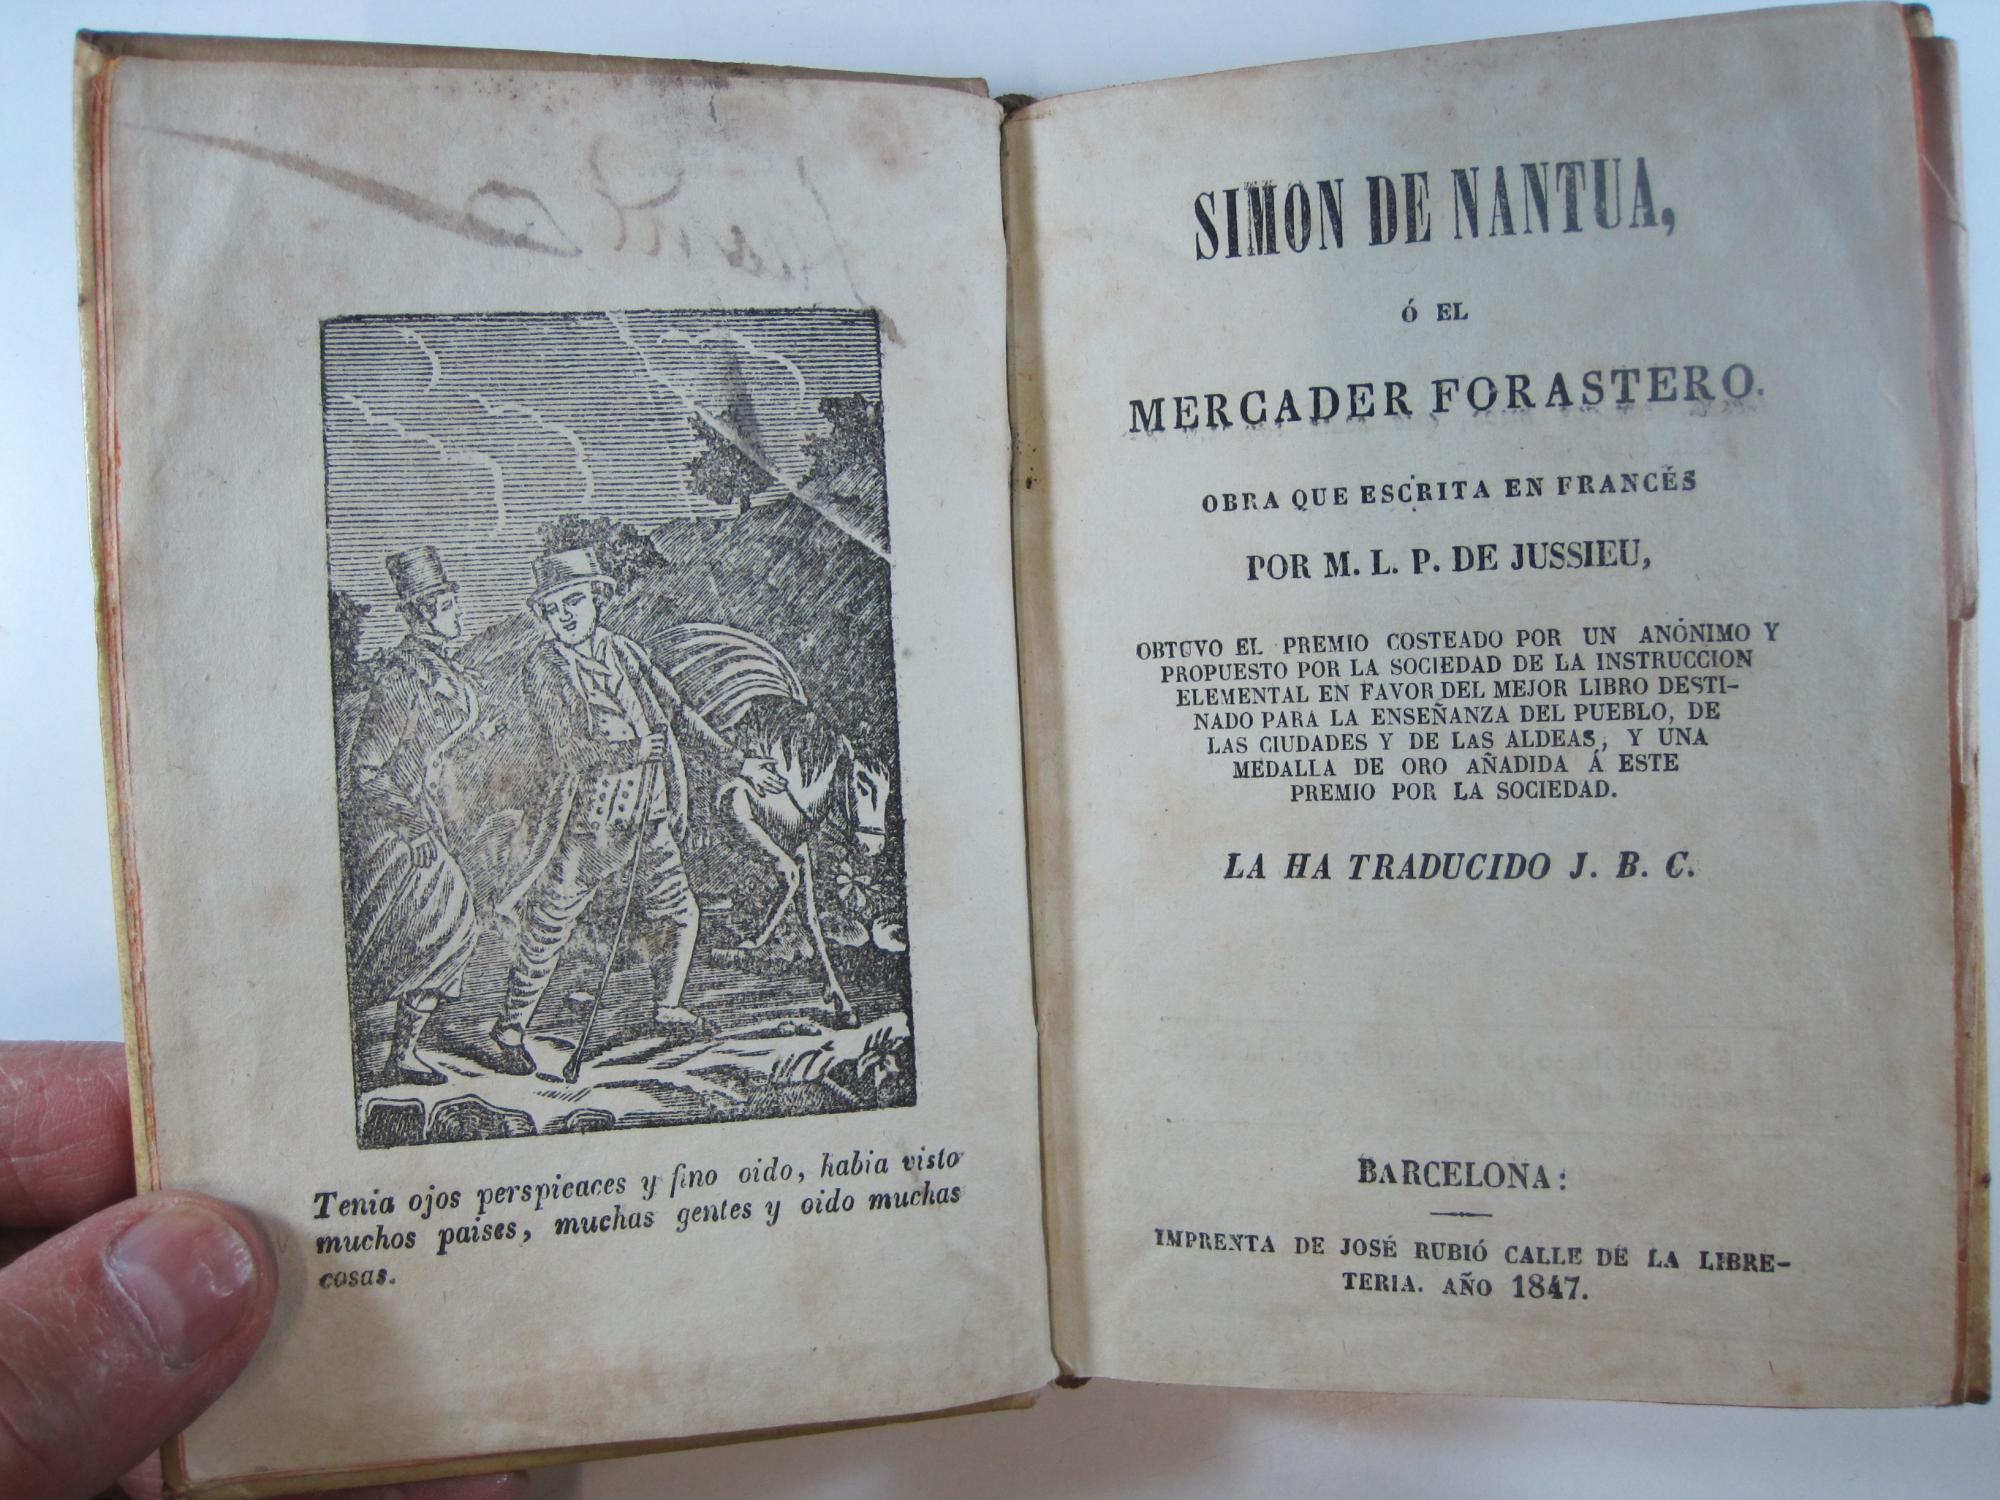 Tenia ojos perspicaces y fino oido, habia visto
muchos paises, muchas gentes y oido muchas
cosas.
SIMON DE NANTUA,
Ó EL
MERCADER FORASTERO.
OBRA QUE ESCRITA EN FRANCÉS
POR M. L. P. DE JUSSIEU,
OBTUVO EL PREMIO COSTEADO POR UN ANÓNIMO Y
PROPUESTO POR LA SOCIEDAD DE LA INSTRUCCION
ELEMENTAL EN FAVOR DEL MEJOR LIBRO DESTI-
NADO PARA LA ENSEÑANZA DEL PUEBLO, DE
LAS CIUDADES Y DE LAS ALDEAS, Y UNA
MEDALLA DE ORO AÑADIDA Á ESTE
PREMIO POR LA SOCIEDAD.
LA HA TRADUCIDO J. B. C.
BARCELONA:
IMPRENTA DE JOSÉ RUBIÓ CALLE DE LA LIBRE-
TERIA. AÑO 1847.